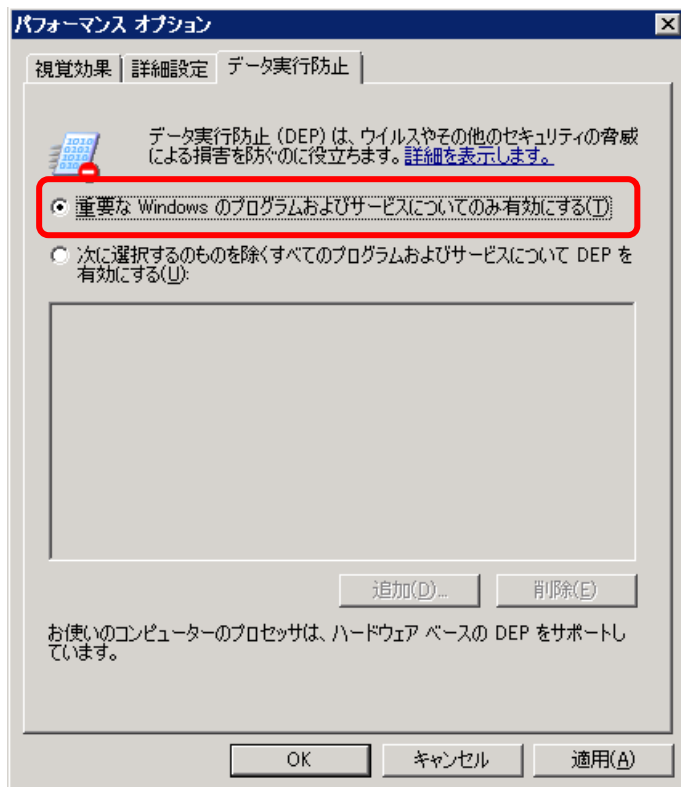 パフォーマンス オプション
視覚効果 詳細設定 データ実行防止
データ実行防止 (DEP) は、ウイルスやその他のセキュリティの脅威
による損害を防ぐのに役立ちます。詳細を表示します。
重要な Windows のプログラムおよびサービスについてのみ有効にする(T)
次に選択するのものを除くすべてのプログラムおよびサービスについて DEP を
有効にする(U):
追加(D)... 削除(E)
お使いのコンピューターのプロセッサは、ハードウェア ベースの DEP をサポートし
ています。
OK キャンセル 適用(A)